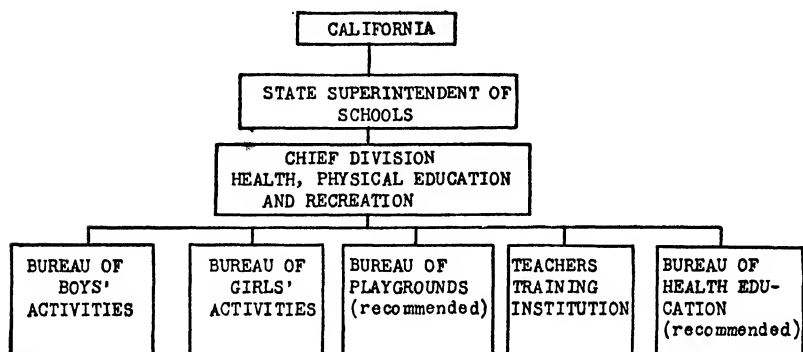 CALIFORNIA
STATE SUPERINTENDENT OF
SCHOOLS
CHIEF DIVISION
HEALTH, PHYSICAL EDUCATION
AND RECREATION
BUREAU OF
BOYS'
ACTIVITIES
BUREAU OF
GIRLS'
ACTIVITIES
BUREAU OF
PLAYGROUNDS
(recommended)
TEACHERS
TRAINING
INSTITUTION
BUREAU OF
HEALTH EDU-
CATION
(recommended)